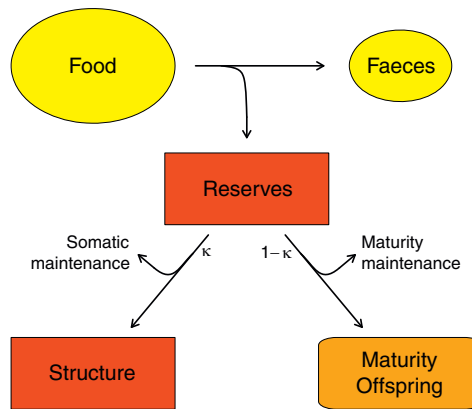 Food
Faeces
Reserves
Somatic
maintenance
κ
1−κ
Maturity
maintenance
Structure
Maturity
Offspring